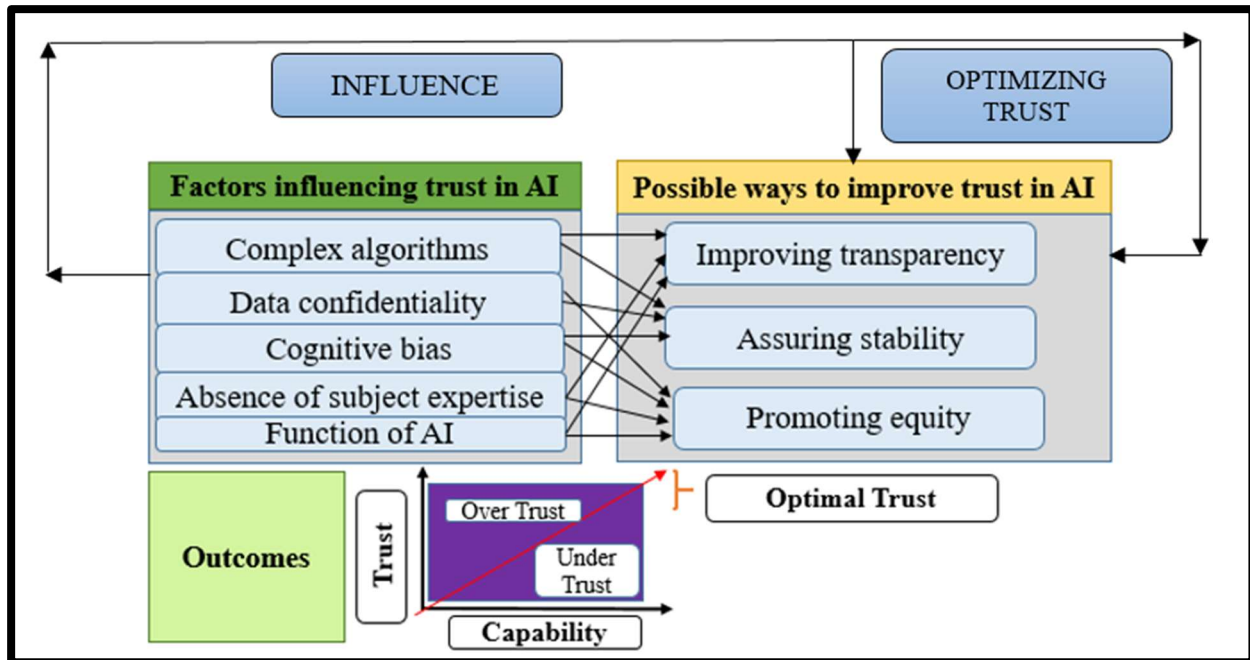 INFLUENCE
OPTIMIZING
TRUST
Factors influencing trust in AI
Complex algorithms
Data confidentiality
Cognitive bias
Absence of subject expertise
Function of AI
Possible ways to improve trust in AI
Improving transparency
Assuring stability
Promoting equity
Outcomes
Trust
Over Trust
Under
Trust
Capability
Optimal Trust